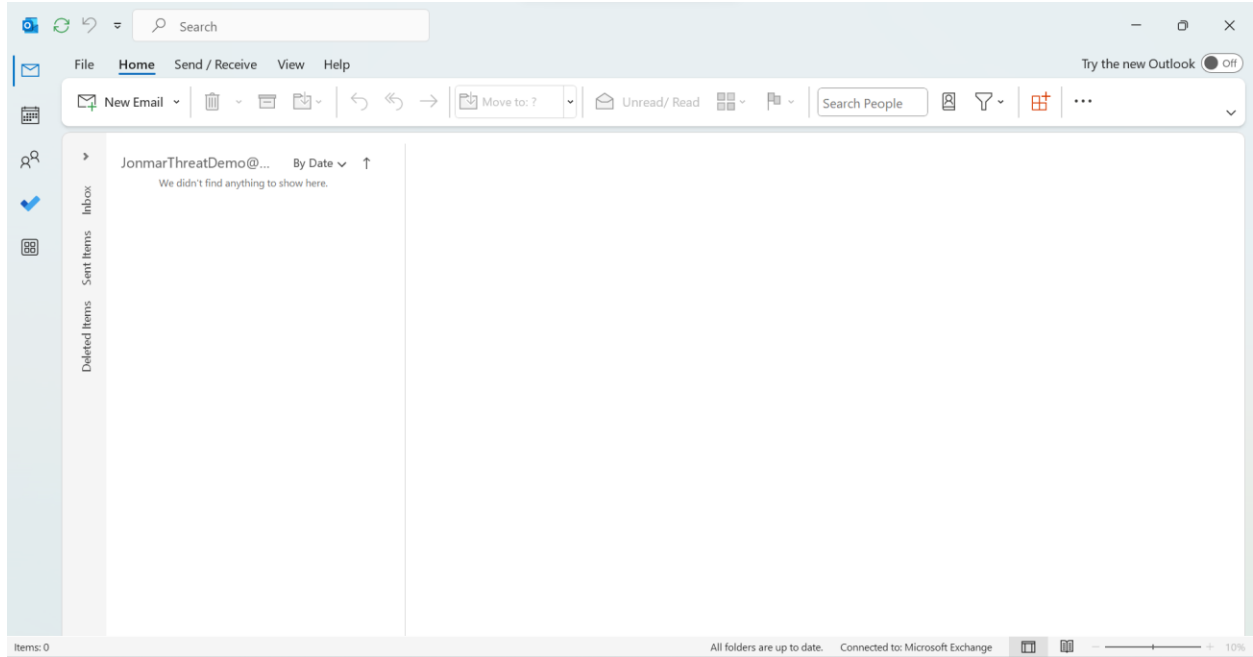 Search
File Home Send / Receive View Help
Try the new Outlook Off
New Email Move to: ? Unread/ Read Search People
JonmarThreatDemo@... By Date
We didn't find anything to show here.
Inbox
Sent Items
Deleted Items
Items: 0
All folders are up to date. Connected to: Microsoft Exchange 10%